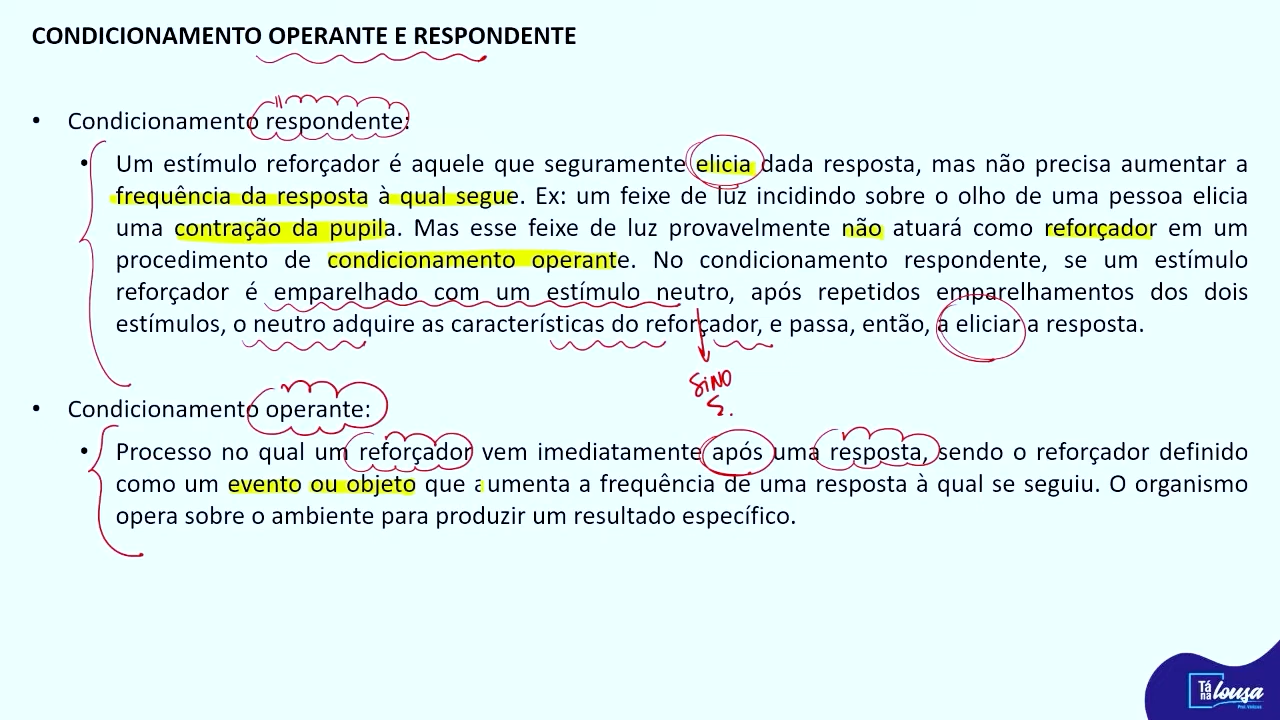 CONDICIONAMENTO OPERANTE E RESPONDENTE
• Condicionamento respondente:
• Um estímulo reforçador é aquele que seguramente elicia dada resposta, mas não precisa aumentar a
frequência da resposta à qual segue. Ex: um feixe de luz incidindo sobre o olho de uma pessoa elicia
uma contração da pupila. Mas esse feixe de luz provavelmente não atuará como reforçador em um
procedimento de condicionamento operante. No condicionamento respondente, se um estímulo
reforçador é emparelhado com um estímulo neutro, após repetidos emparelhamentos dos dois
estímulos, o neutro adquire as características do reforçador, e passa, então, a eliciar a resposta.
SINO
S.
• Condicionamento operante:
• Processo no qual um reforçador vem imediatamente após uma resposta, sendo o reforçador definido
como um evento ou objeto que aumenta a frequência de uma resposta à qual se seguiu. O organismo
opera sobre o ambiente para produzir um resultado específico.
Tá na lousa